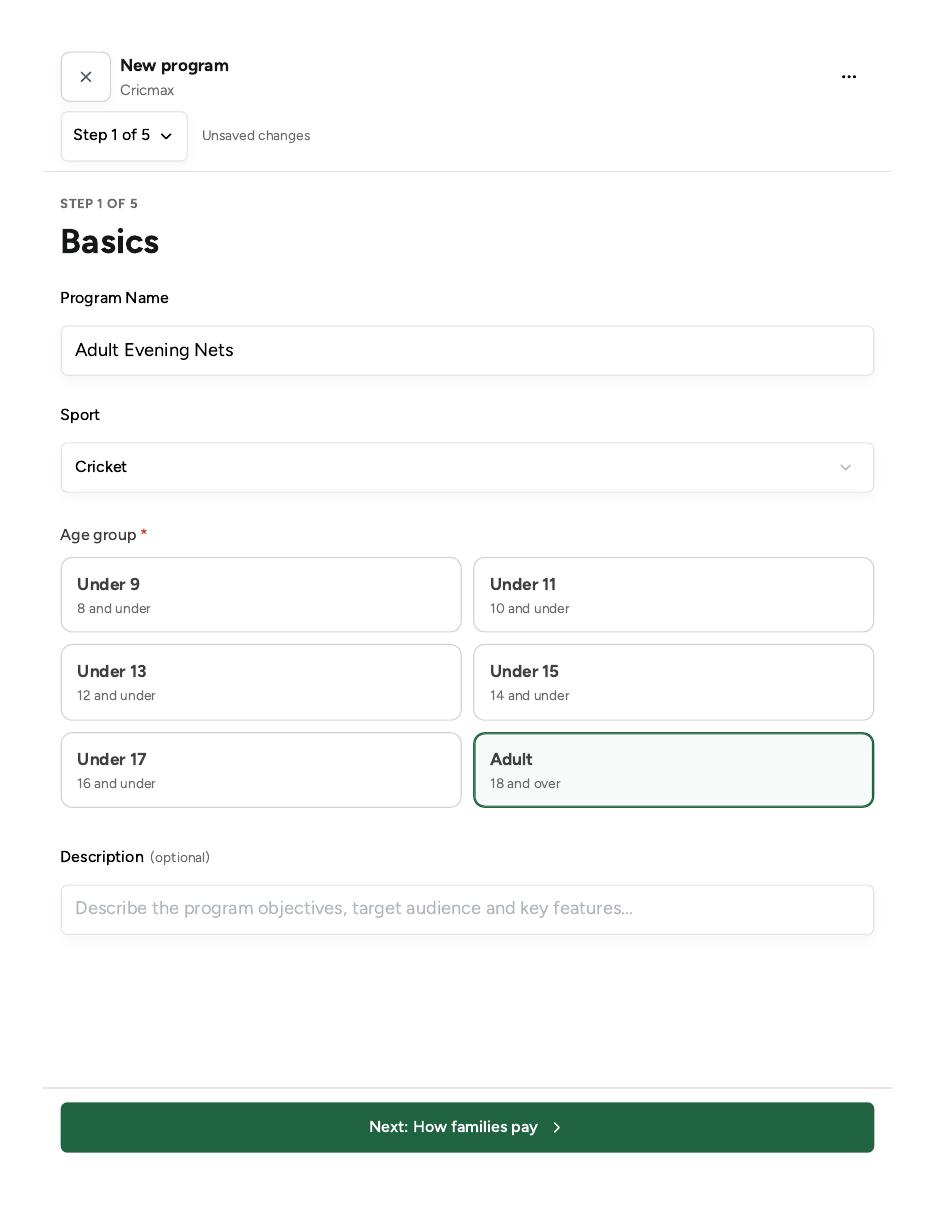 New program
Cricmax
Step 1 of 5
Unsaved changes
STEP 1 OF 5
Basics
Program Name
Adult Evening Nets
Sport
Cricket
Age group *
Under 9
8 and under
Under 11
10 and under
Under 13
12 and under
Under 15
14 and under
Under 17
16 and under
Adult
18 and over
Description (optional)
Describe the program objectives, target audience and key features...
Next: How families pay